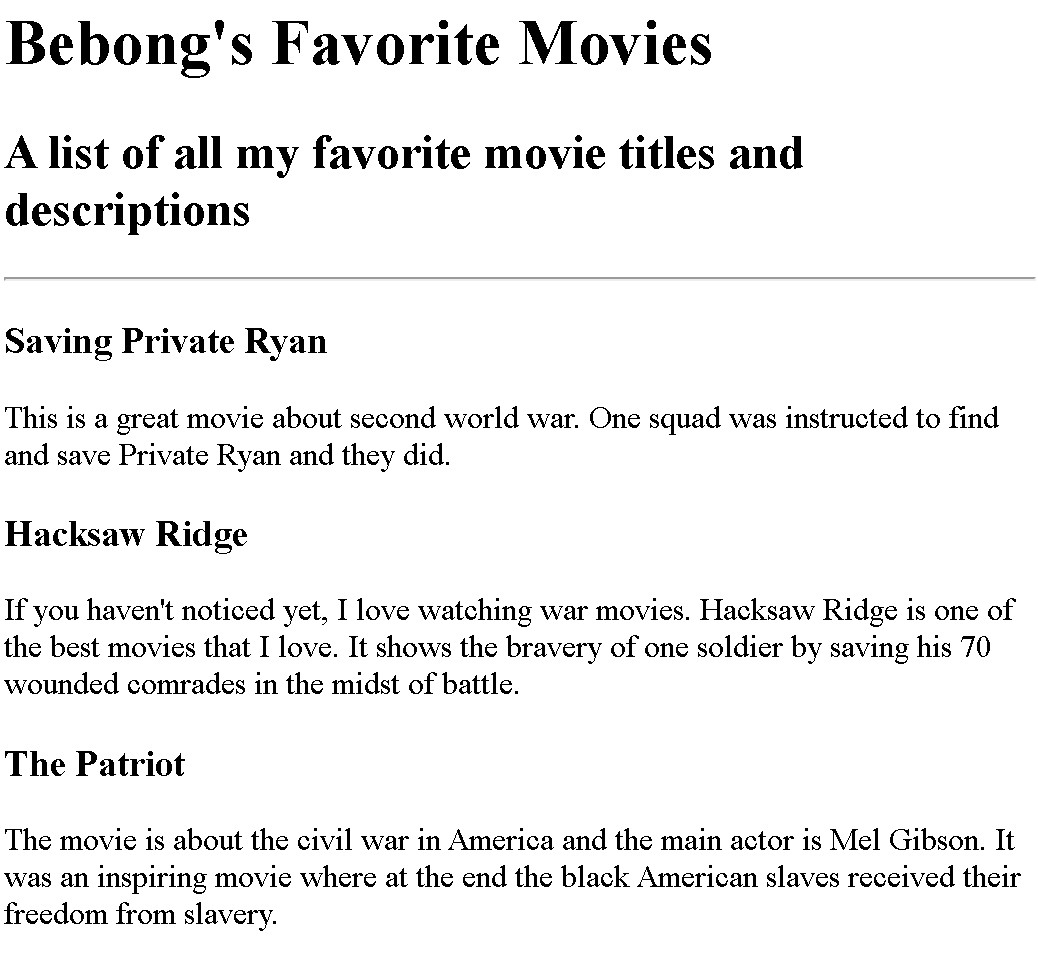 Bebong's Favorite Movies
A list of all my favorite movie titles and
descriptions
Saving Private Ryan
This is a great movie about second world war. One squad was instructed to find
and save Private Ryan and they did.
Hacksaw Ridge
If you haven't noticed yet, I love watching war movies. Hacksaw Ridge is one of
the best movies that I love. It shows the bravery of one soldier by saving his 70
wounded comrades in the midst of battle.
The Patriot
The movie is about the civil war in America and the main actor is Mel Gibson. It
was an inspiring movie where at the end the black American slaves received their
freedom from slavery.